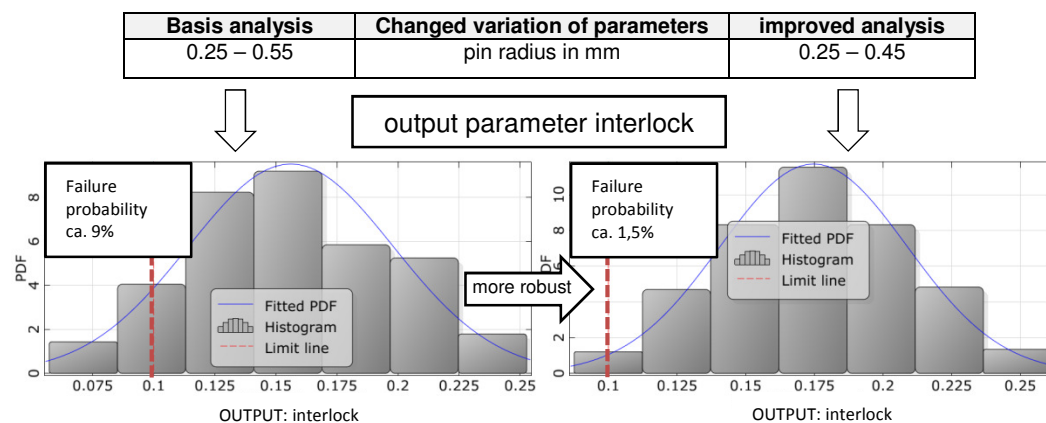 Basis analysis Changed variation of parameters improved analysis
0.25 – 0.55 pin radius in mm 0.25 – 0.45
output parameter interlock
Failure
probability
ca. 9%
PDF
8
6
4
2
0
Fitted PDF
Histogram
Limit line
0.075 0.1 0.125 0.15 0.175 0.2 0.225 0.25
OUTPUT: interlock
more robust
Failure
probability
ca. 1,5%
10
8
6
4
2
0
Fitted PDF
Histogram
Limit line
0.1 0.125 0.15 0.175 0.2 0.225 0.25
OUTPUT: interlock